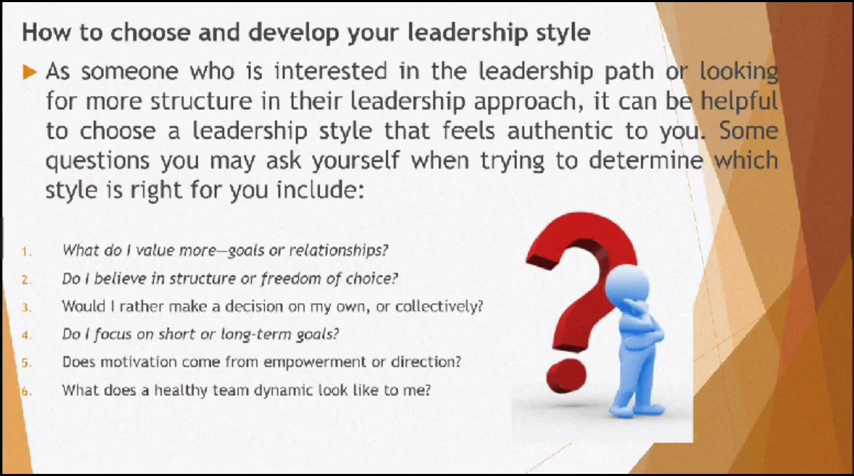 How to choose and develop your leadership style
As someone who is interested in the leadership path or looking
for more structure in their leadership approach, it can be helpful
to choose a leadership style that feels authentic to you. Some
questions you may ask yourself when trying to determine which
style is right for you include:
1. What do I value more—goals or relationships?
2. Do I believe in structure or freedom of choice?
3. Would I rather make a decision on my own, or collectively?
4. Do I focus on short or long-term goals?
5. Does motivation come from empowerment or direction?
6. What does a healthy team dynamic look like to me?